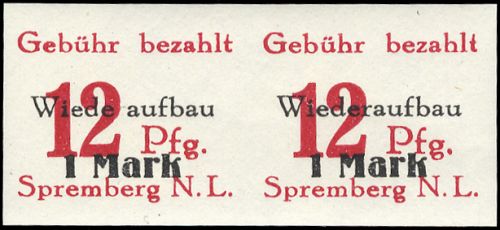 Gebühr bezahlt Gebühr bezahlt
Wiede aufbau Wiederaufbau
12 Pfg. 12 Pfg.
1 Mark 1 Mark
Spremberg N.L. Spremberg N.L.